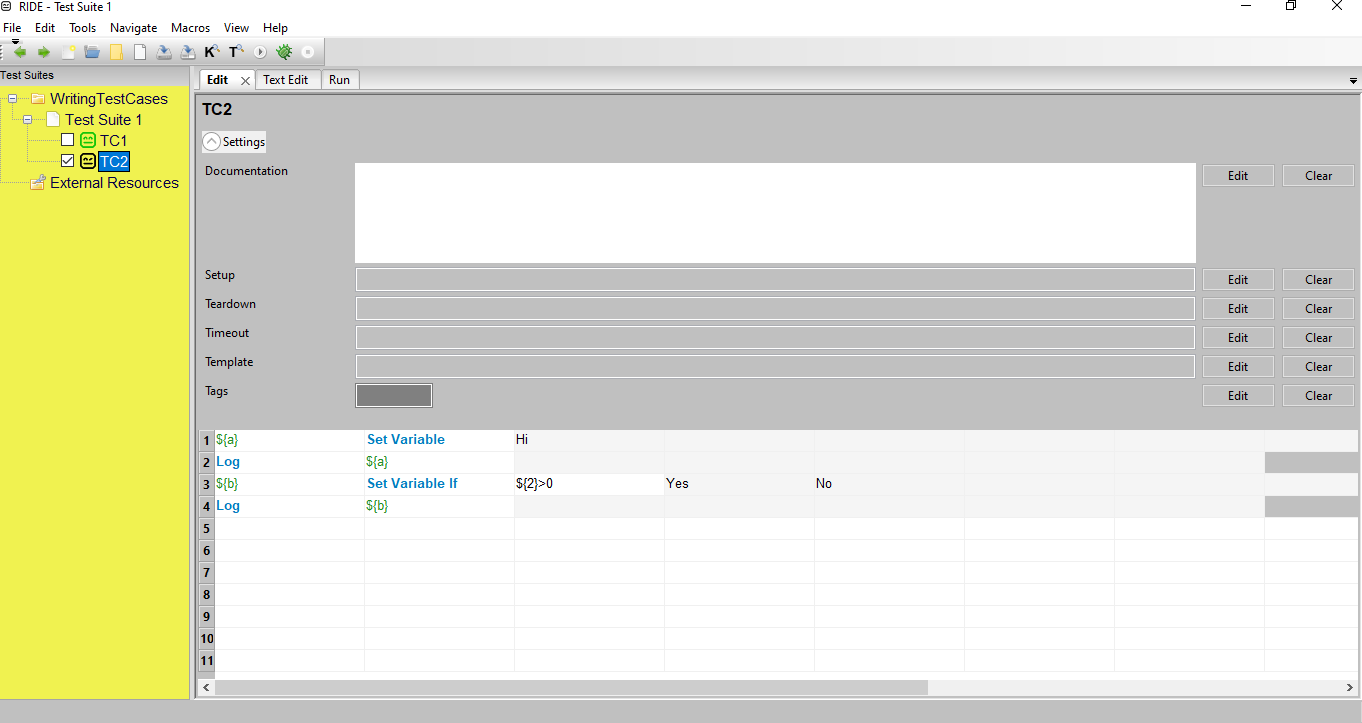 RIDE - Test Suite 1
File Edit Tools Navigate Macros View Help
K T
Test Suites
Edit Text Edit Run
WritingTestCases
Test Suite 1
TC1
TC2
External Resources
TC2
Settings
Documentation Edit Clear
Setup Edit Clear
Teardown Edit Clear
Timeout Edit Clear
Template Edit Clear
Tags Edit Clear
1 ${a} Set Variable Hi
2 Log ${a}
3 ${b} Set Variable If ${2}>0 Yes No
4 Log ${b}
5
6
7
8
9
10
11